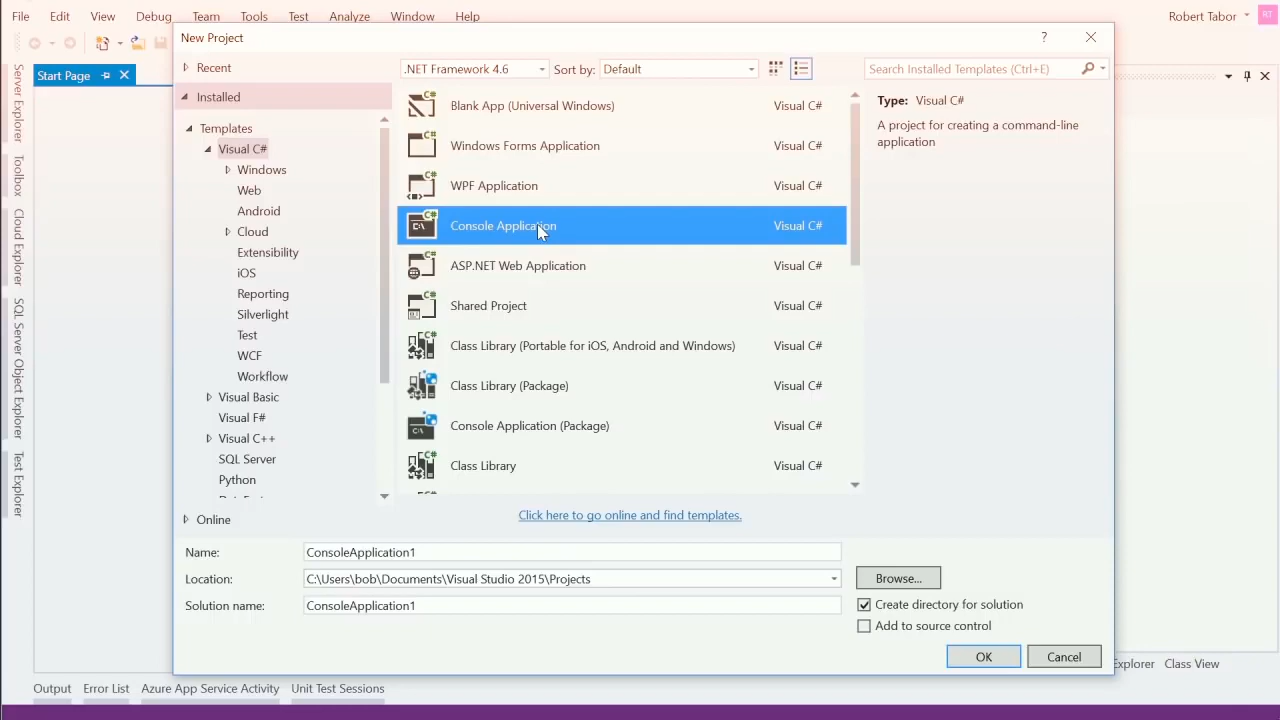 File Edit View Debug Team Tools Test Analyze Window Help Robert Tabor RT
New Project ?
Start Page
Server Explorer
Toolbox
Cloud Explorer
SQL Server Object Explorer
Test Explorer
Recent
Installed
Templates
Visual C#
Windows
Web
Android
Cloud
Extensibility
iOS
Reporting
Silverlight
Test
WCF
Workflow
Visual Basic
Visual F#
Visual C++
SQL Server
Python
Online
.NET Framework 4.6 Sort by: Default
Search Installed Templates (Ctrl+E)
Blank App (Universal Windows) Visual C#
Windows Forms Application Visual C#
WPF Application Visual C#
Console Application Visual C#
ASP.NET Web Application Visual C#
Shared Project Visual C#
Class Library (Portable for iOS, Android and Windows) Visual C#
Class Library (Package) Visual C#
Console Application (Package) Visual C#
Class Library Visual C#
Click here to go online and find templates.
Type: Visual C#
A project for creating a command-line
application
Name: ConsoleApplication1
Location: C:\Users\bob\Documents\Visual Studio 2015\Projects
Browse...
Solution name: ConsoleApplication1
Create directory for solution
Add to source control
OK Cancel
Explorer Class View
Output Error List Azure App Service Activity Unit Test Sessions